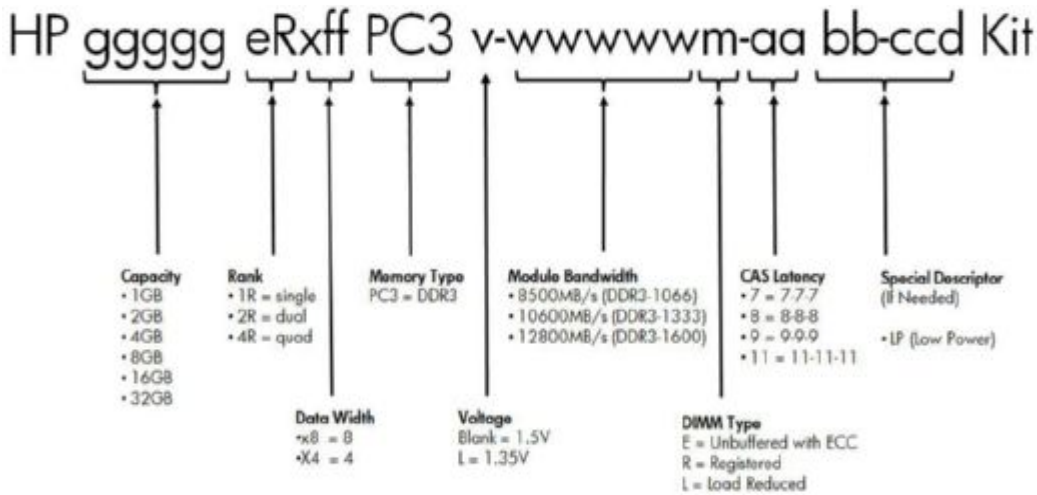 HP ggggg eRxff PC3 v-wwwwwm-aa bb-ccd Kit
Capacity
• 1GB
• 2GB
• 4GB
• 8GB
• 16GB
• 32GB
Rank
• 1R = single
• 2R = dual
• 4R = quad
Memory Type
PC3 = DDR3
Module Bandwidth
• 8500MB/s (DDR3-1066)
• 10600MB/s (DDR3-1333)
• 12800MB/s (DDR3-1600)
CAS Latency
• 7 = 7-7-7
• 8 = 8-8-8
• 9 = 9-9-9
• 11 = 11-11-11
Special Descriptor
(If Needed)
• LP (Low Power)
Data Width
•x8 = 8
•X4 = 4
Voltage
Blank = 1.5V
L = 1.35V
DIMM Type
E = Unbuffered with ECC
R = Registered
L = Load Reduced